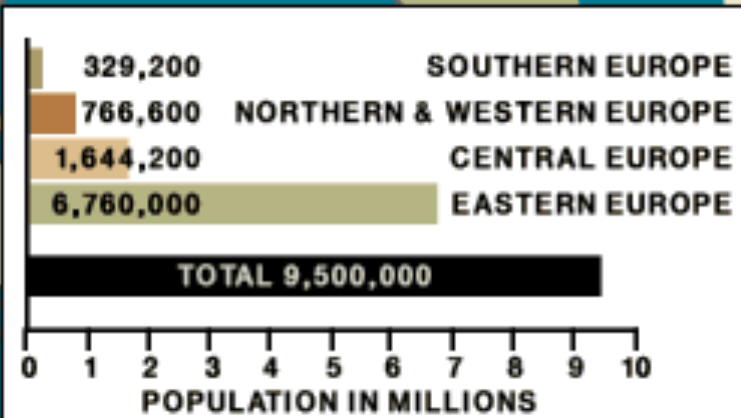 329,200 SOUTHERN EUROPE
766,600 NORTHERN & WESTERN EUROPE
1,644,200 CENTRAL EUROPE
6,760,000 EASTERN EUROPE
TOTAL 9,500,000
0 1 2 3 4 5 6 7 8 9 10
POPULATION IN MILLIONS